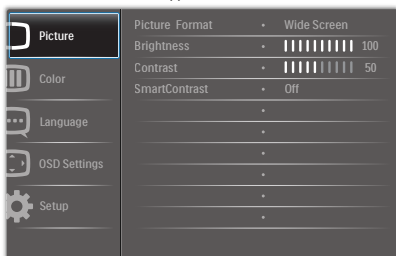 Picture
Color
Language
OSD Settings
Setup
Picture Format • Wide Screen
Brightness • 100
Contrast • 50
SmartContrast • Off
•
•
•
•
•
•